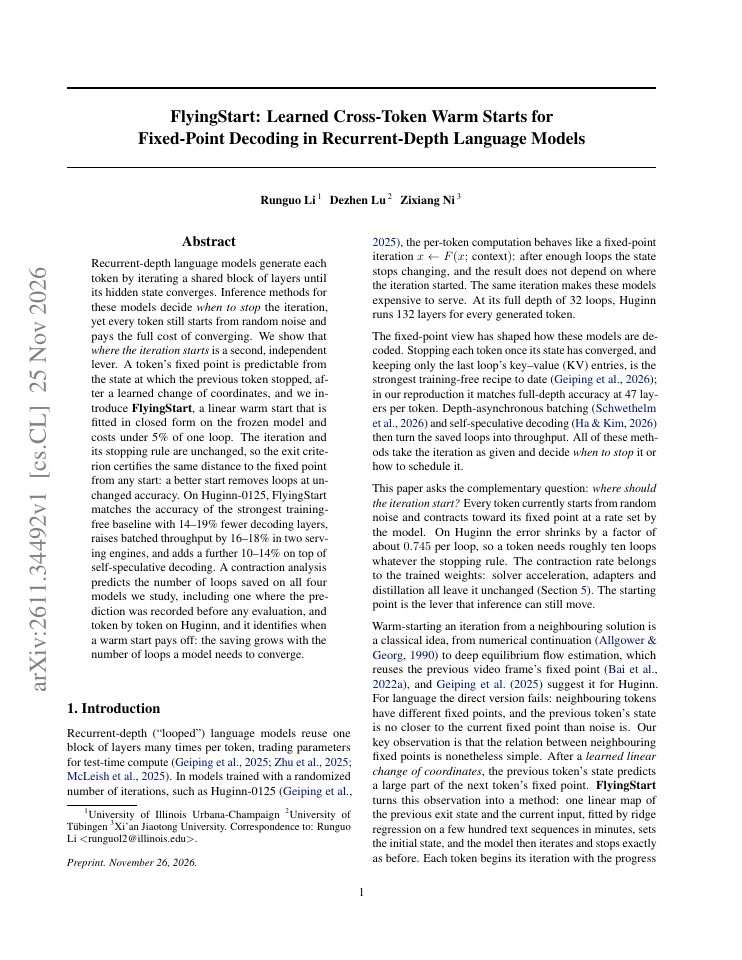 arXiv:2611.34492v1 [cs.CL] 25 Nov 2026
FlyingStart: Learned Cross-Token Warm Starts for
Fixed-Point Decoding in Recurrent-Depth Language Models
Runguo Li 1 Dezhen Lu 2 Zixiang Ni 3
Abstract
Recurrent-depth language models generate each
token by iterating a shared block of layers until
its hidden state converges. Inference methods for
these models decide when to stop the iteration,
yet every token still starts from random noise and
pays the full cost of converging. We show that
where the iteration starts is a second, independent
lever. A token's fixed point is predictable from
the state at which the previous token stopped, af-
ter a learned change of coordinates, and we in-
troduce FlyingStart, a linear warm start that is
fitted in closed form on the frozen model and
costs under 5% of one loop. The iteration and
its stopping rule are unchanged, so the exit crite-
rion certifies the same distance to the fixed point
from any start: a better start removes loops at un-
changed accuracy. On Huginn-0125, FlyingStart
matches the accuracy of the strongest training-
free baseline with 14–19% fewer decoding layers,
raises batched throughput by 16–18% in two serv-
ing engines, and adds a further 10–14% on top of
self-speculative decoding. A contraction analysis
predicts the number of loops saved on all four
models we study, including one where the pre-
diction was recorded before any evaluation, and
token by token on Huginn, and it identifies when
a warm start pays off: the saving grows with the
number of loops a model needs to converge.
1. Introduction
Recurrent-depth ("looped") language models reuse one
block of layers many times per token, trading parameters
for test-time compute (Geiping et al., 2025; Zhu et al., 2025;
McLeish et al., 2025). In models trained with a randomized
number of iterations, such as Huginn-0125 (Geiping et al.,
1University of Illinois Urbana-Champaign 2University of
Tübingen 3Xi'an Jiaotong University. Correspondence to: Runguo
Li <runguol2@illinois.edu>.
Preprint. November 26, 2026.
2025), the per-token computation behaves like a fixed-point
iteration x ← F(x; context): after enough loops the state
stops changing, and the result does not depend on where
the iteration started. The same iteration makes these models
expensive to serve. At its full depth of 32 loops, Huginn
runs 132 layers for every generated token.
The fixed-point view has shaped how these models are de-
coded. Stopping each token once its state has converged, and
keeping only the last loop's key–value (KV) entries, is the
strongest training-free recipe to date (Geiping et al., 2026);
in our reproduction it matches full-depth accuracy at 47 lay-
ers per token. Depth-asynchronous batching (Schwethelm
et al., 2026) and self-speculative decoding (Ha & Kim, 2026)
then turn the saved loops into throughput. All of these meth-
ods take the iteration as given and decide when to stop it or
how to schedule it.
This paper asks the complementary question: where should
the iteration start? Every token currently starts from random
noise and contracts toward its fixed point at a rate set by
the model. On Huginn the error shrinks by a factor of
about 0.745 per loop, so a token needs roughly ten loops
whatever the stopping rule. The contraction rate belongs
to the trained weights: solver acceleration, adapters and
distillation all leave it unchanged (Section 5). The starting
point is the lever that inference can still move.
Warm-starting an iteration from a neighbouring solution is
a classical idea, from numerical continuation (Allgower &
Georg, 1990) to deep equilibrium flow estimation, which
reuses the previous video frame's fixed point (Bai et al.,
2022a), and Geiping et al. (2025) suggest it for Huginn.
For language the direct version fails: neighbouring tokens
have different fixed points, and the previous token's state
is no closer to the current fixed point than noise is. Our
key observation is that the relation between neighbouring
fixed points is nonetheless simple. After a learned linear
change of coordinates, the previous token's state predicts
a large part of the next token's fixed point. FlyingStart
turns this observation into a method: one linear map of
the previous exit state and the current input, fitted by ridge
regression on a few hundred text sequences in minutes, sets
the initial state, and the model then iterates and stops exactly
as before. Each token begins its iteration with the progress
1